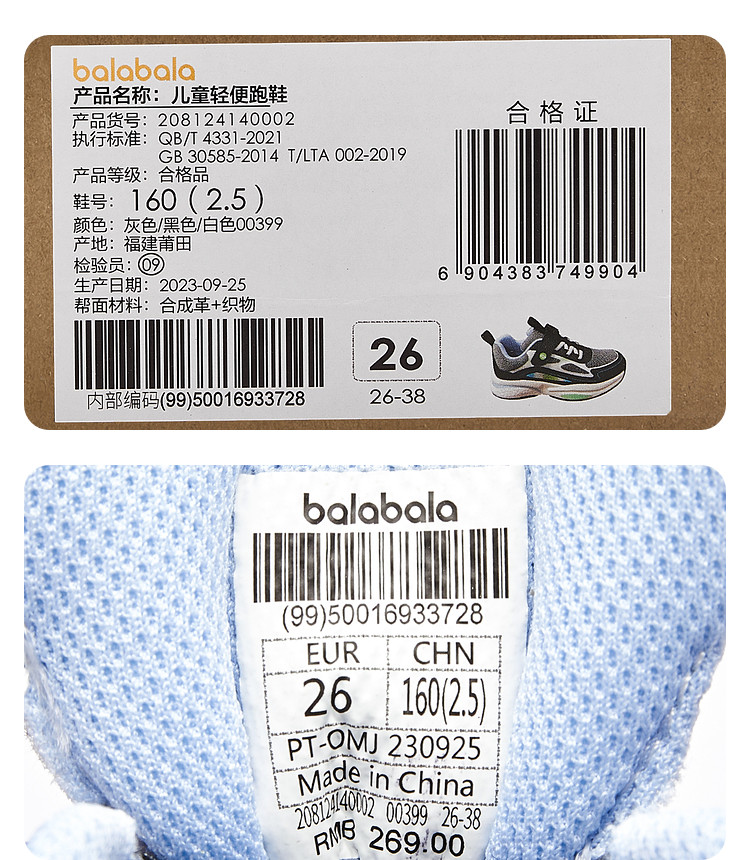 balabala
产品名称：儿童轻便跑鞋
产品货号：208124140002
执行标准：QB/T 4331-2021
GB 30585-2014 T/LTA 002-2019
产品等级：合格品
鞋号：160（2.5）
颜色：灰色/黑色/白色00399
产地：福建莆田
检验员：09
生产日期：2023-09-25
帮面材料：合成革+织物
内部编码(99)50016933728
合格证
6 904383 749904
26
26-38
balabala
(99)50016933728
EUR CHN
26 160(2.5)
PT-OMJ 230925
Made in China
208124140002 00399 26-38
RMB 269.00